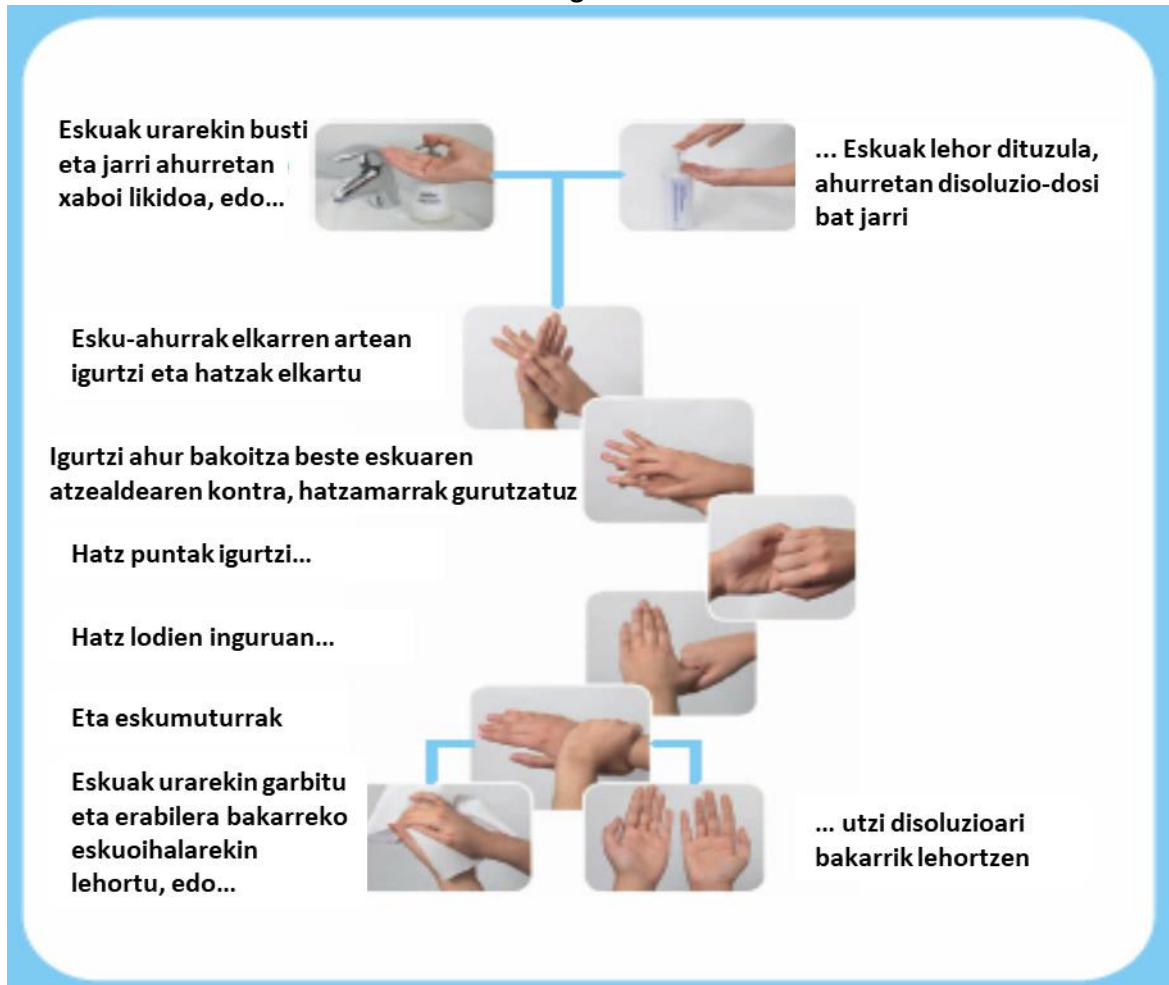 Eskuak urarekin busti
eta jarri ahurretan
xaboi likidoa, edo...
... Eskuak lehor dituzula,
ahurretan disoluzio-dosi
bat jarri
Esku-ahurrak elkarren artean
igurtzi eta hatzak elkartu
Igurtzi ahur bakoitza beste eskuaren
atzealdearen kontra, hatzamarrak gurutzatuz
Hatz puntak igurtzi...
Hatz lodien inguruan...
Eta eskumuturrak
Eskuak urarekin garbitu
eta erabilera bakarreko
eskuoihalarekin
lehortu, edo...
... utzi disoluzioari
bakarrik lehortzen